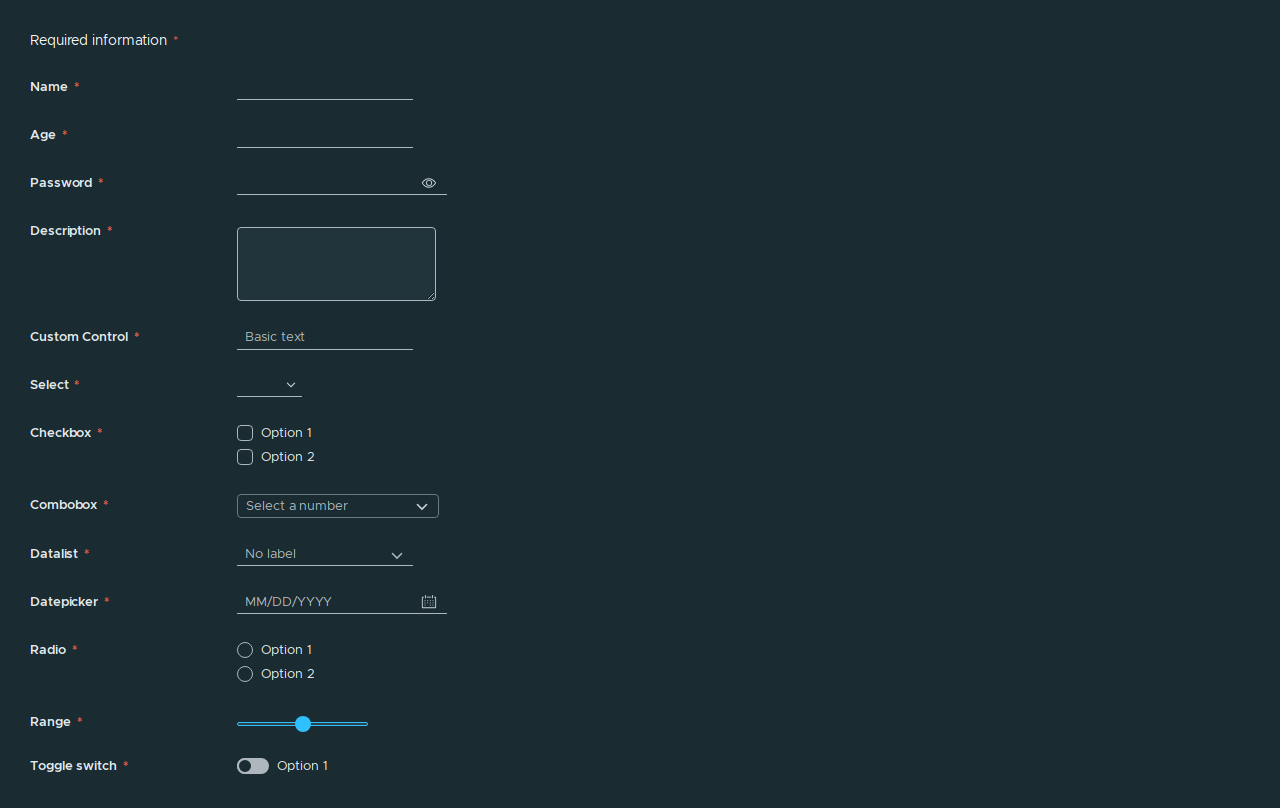 Required information *
Name *
Age *
Password *
Description *
Custom Control * Basic text
Select *
Checkbox * Option 1
Option 2
Combobox * Select a number
Datalist * No label
Datepicker * MM/DD/YYYY
Radio * Option 1
Option 2
Range *
Toggle switch * Option 1